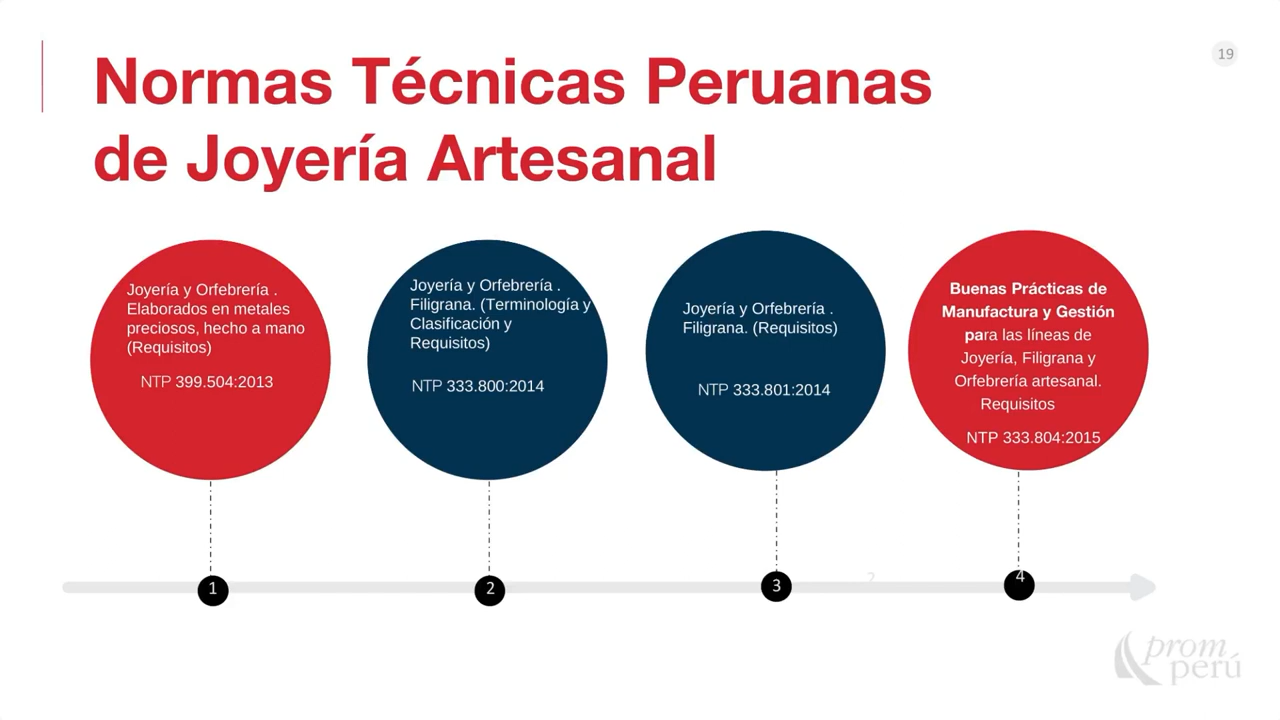 19
Normas Técnicas Peruanas
de Joyería Artesanal
Joyería y Orfebrería .
Elaborados en metales
preciosos, hecho a mano
(Requisitos)
NTP 399.504:2013
Joyería y Orfebrería .
Filigrana. (Terminología y
Clasificación y
Requisitos)
NTP 333.800:2014
Joyería y Orfebrería .
Filigrana. (Requisitos)
NTP 333.801:2014
Buenas Prácticas de
Manufactura y Gestión
para las líneas de
Joyería, Filigrana y
Orfebrería artesanal.
Requisitos
NTP 333.804:2015
1
2
3
2
4
prom
perú